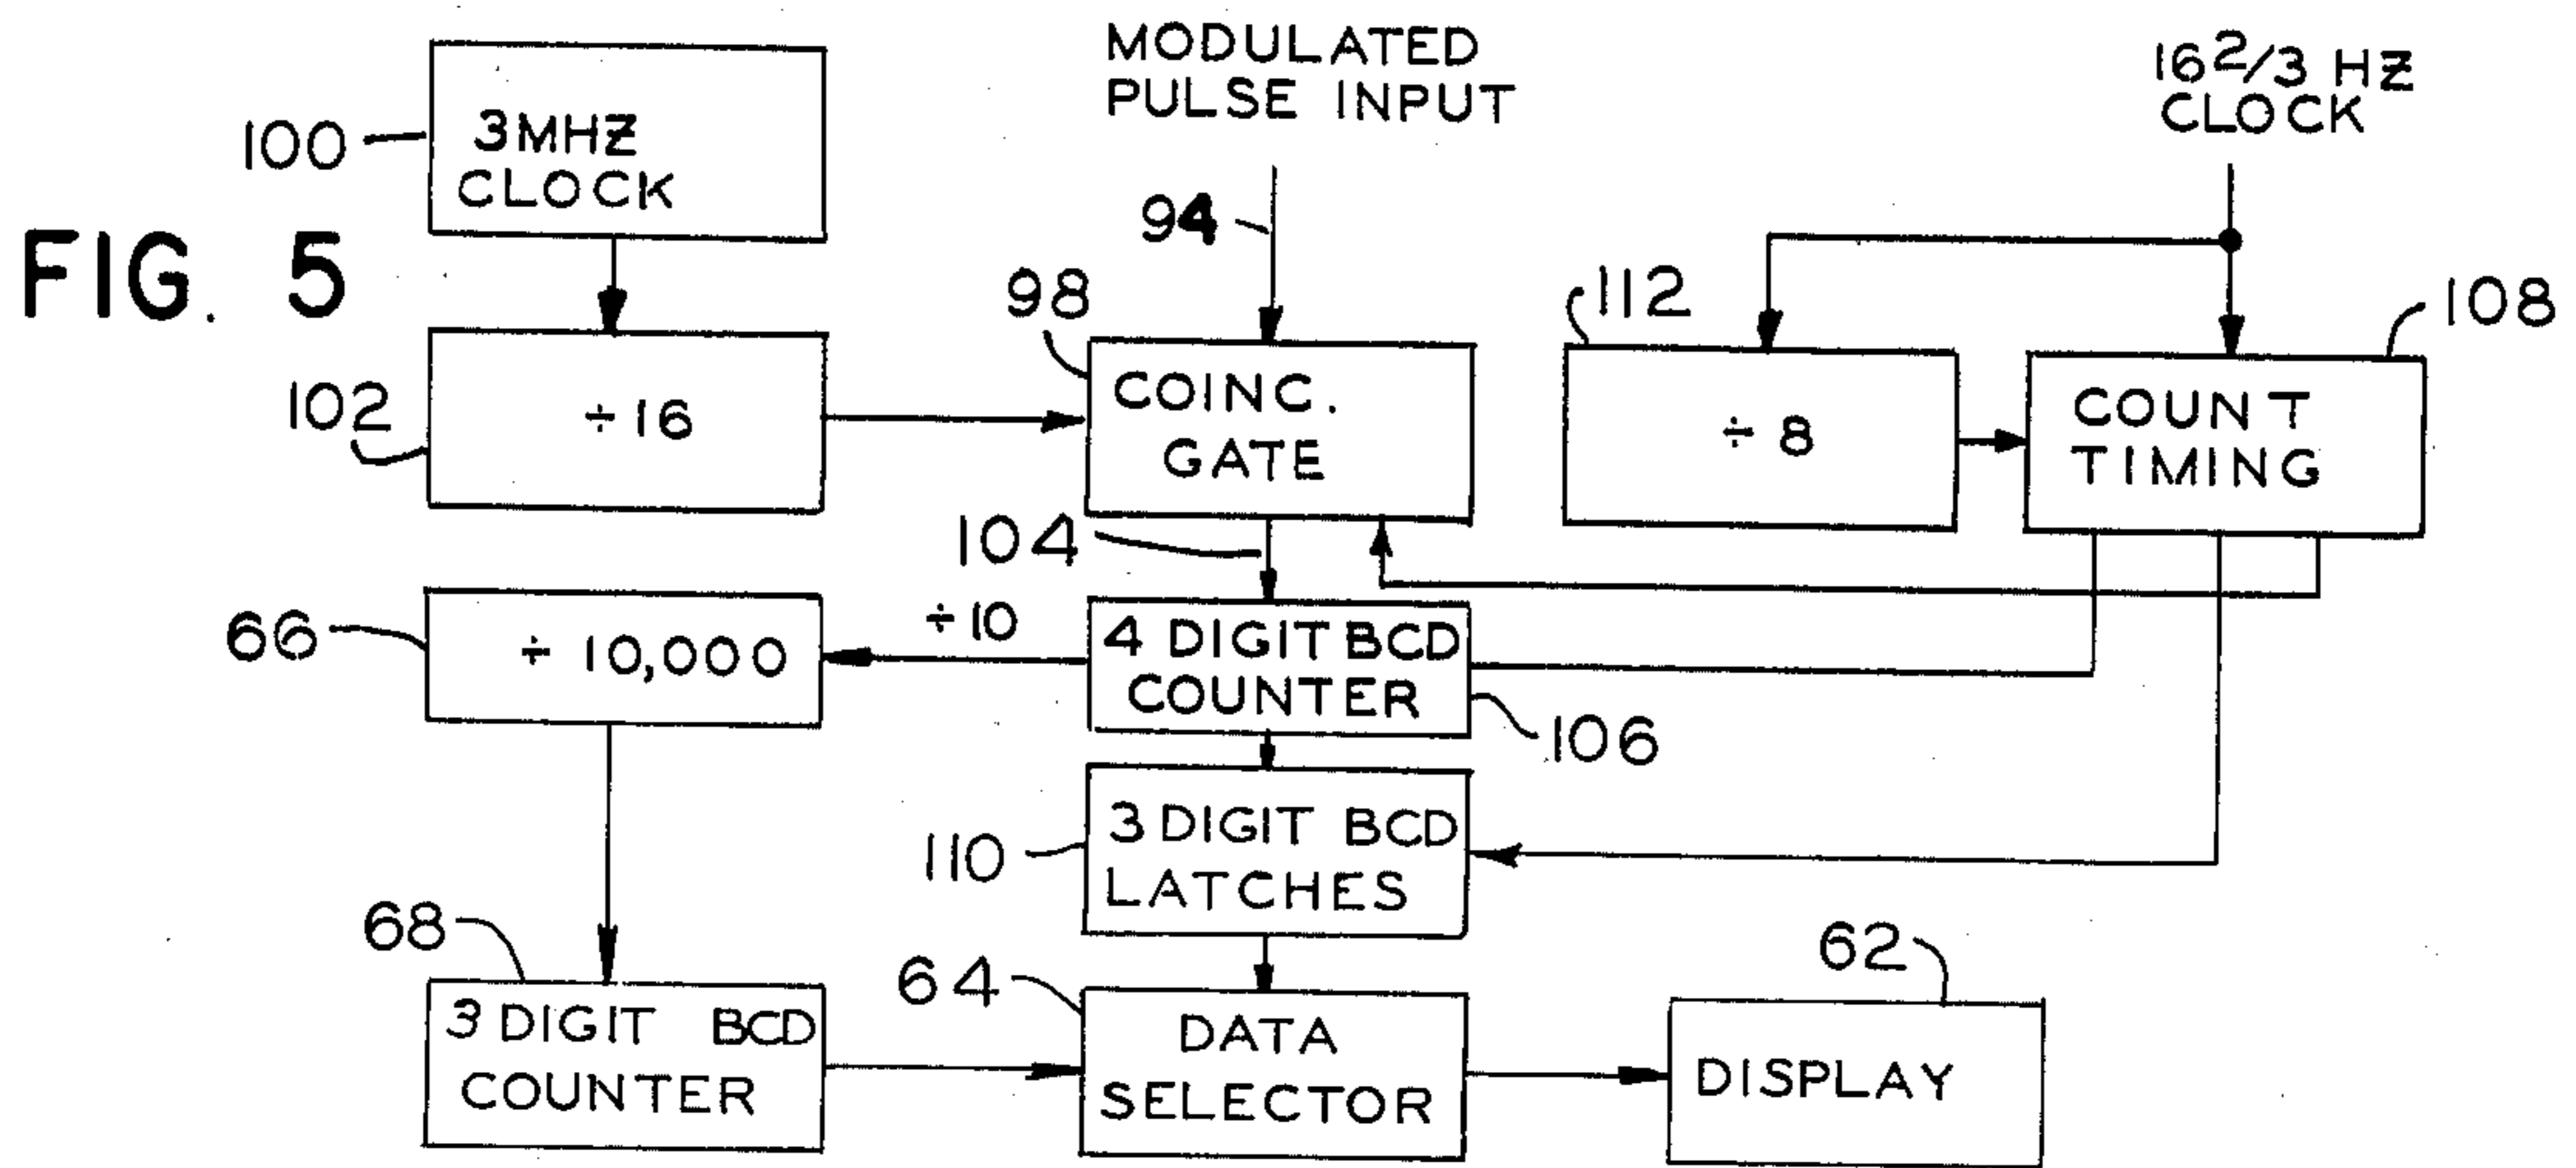 FIG. 5
100
3MHZ
CLOCK
MODULATED
PULSE INPUT
16 2/3 HZ
CLOCK
94
102
÷16
98
COINC.
GATE
112
÷ 8
108
COUNT
TIMING
104
66
÷ 10,000
÷10
4 DIGIT BCD
COUNTER
106
110
3 DIGIT BCD
LATCHES
68
3 DIGIT BCD
COUNTER
64
DATA
SELECTOR
62
DISPLAY